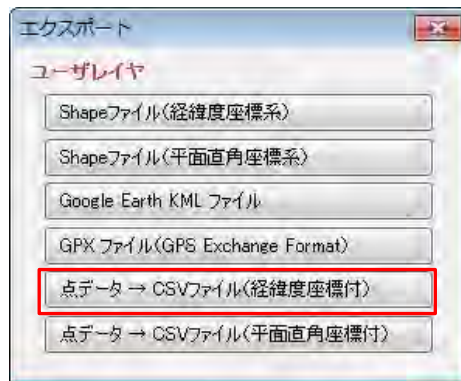 エクスポート
ユーザレイヤ
Shapeファイル(経緯度座標系)
Shapeファイル(平面直角座標系)
Google Earth KML ファイル
GPX ファイル(GPS Exchange Format)
点データ → CSVファイル(経緯度座標付)
点データ → CSVファイル(平面直角座標付)